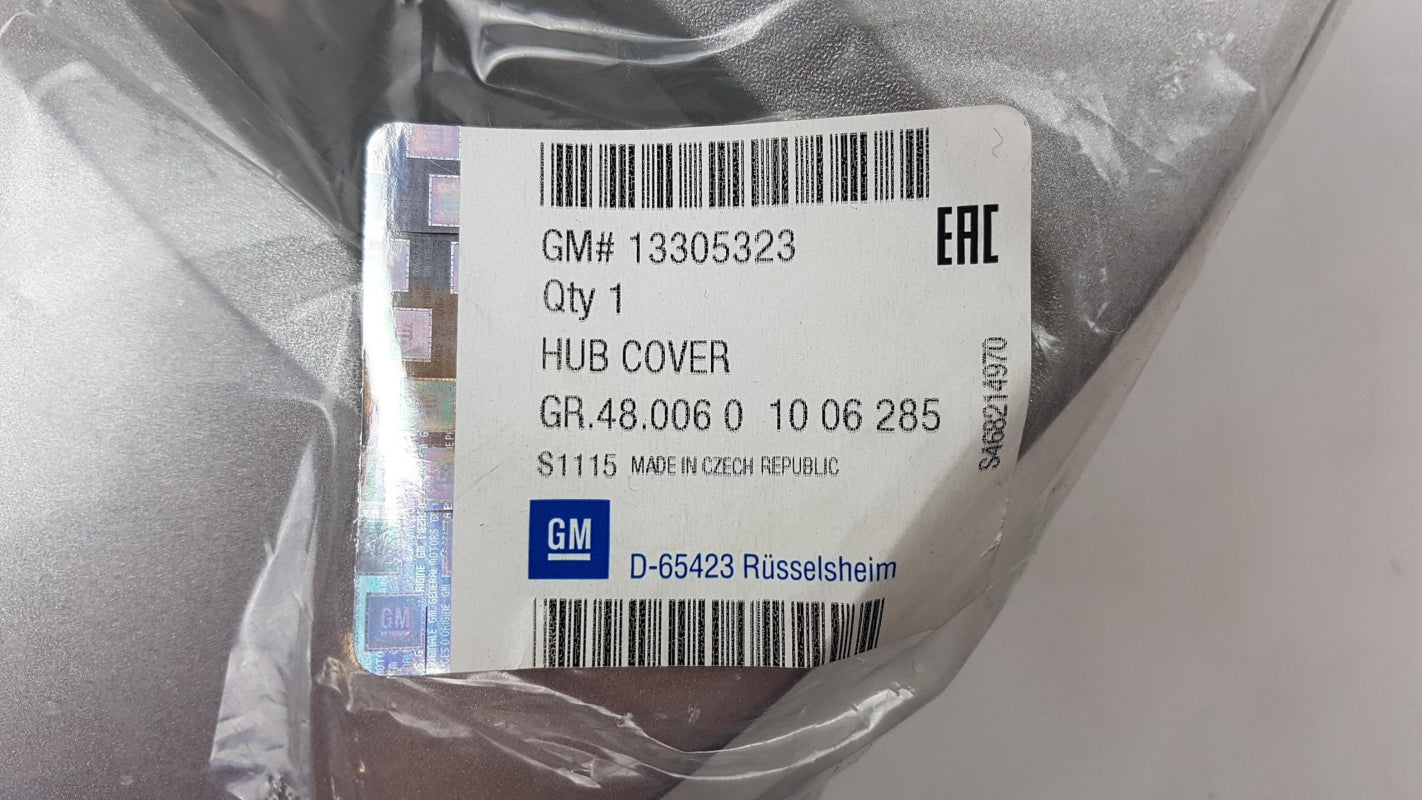 GM# 13305323
EAC
Qty 1
HUB COVER
GR.48.006 0 10 06 285
S1115 MADE IN CZECH REPUBLIC
S468214970
GM
D-65423 Rüsselsheim
GM